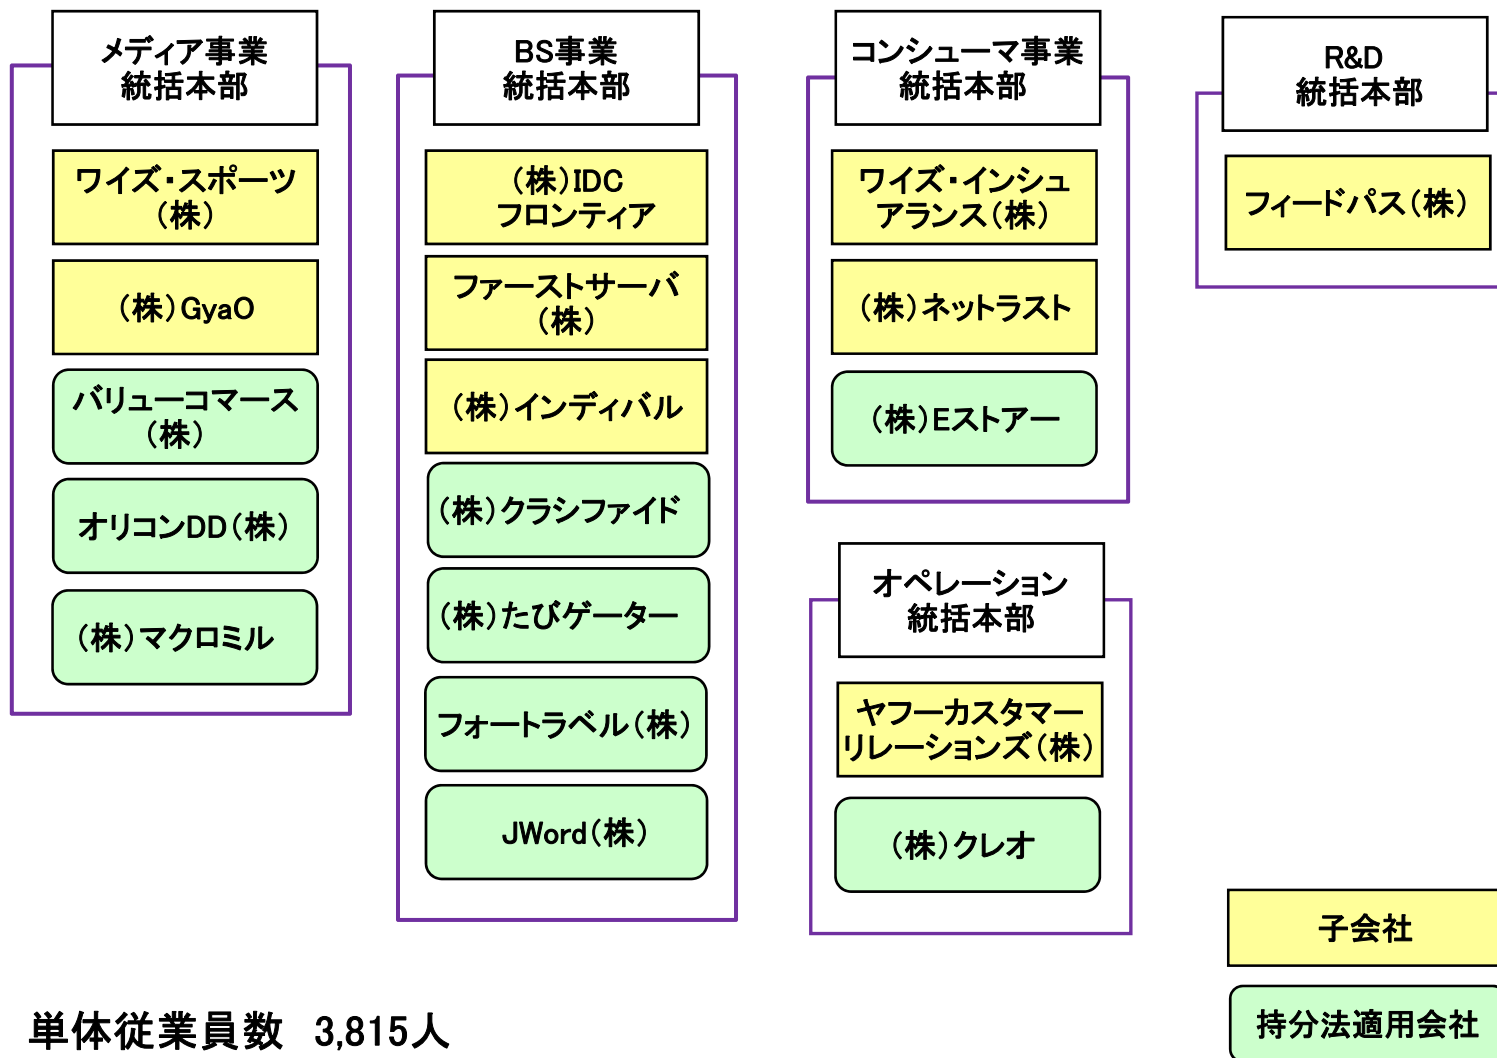 メディア事業
統括本部
ワイズ・スポーツ
(株)
(株)GyaO
バリューコマース
(株)
オリコンDD(株)
(株)マクロミル
BS事業
統括本部
(株)IDC
フロンティア
ファーストサーバ
(株)
(株)インディバル
(株)クラシファイド
(株)たびゲーター
フォートラベル(株)
JWord(株)
コンシューマ事業
統括本部
ワイズ・インシュ
アランス(株)
(株)ネットラスト
(株)Eストアー
オペレーション
統括本部
ヤフーカスタマー
リレーションズ(株)
(株)クレオ
R&D
統括本部
フィードパス(株)
子会社
持分法適用会社
単体従業員数 3,815人